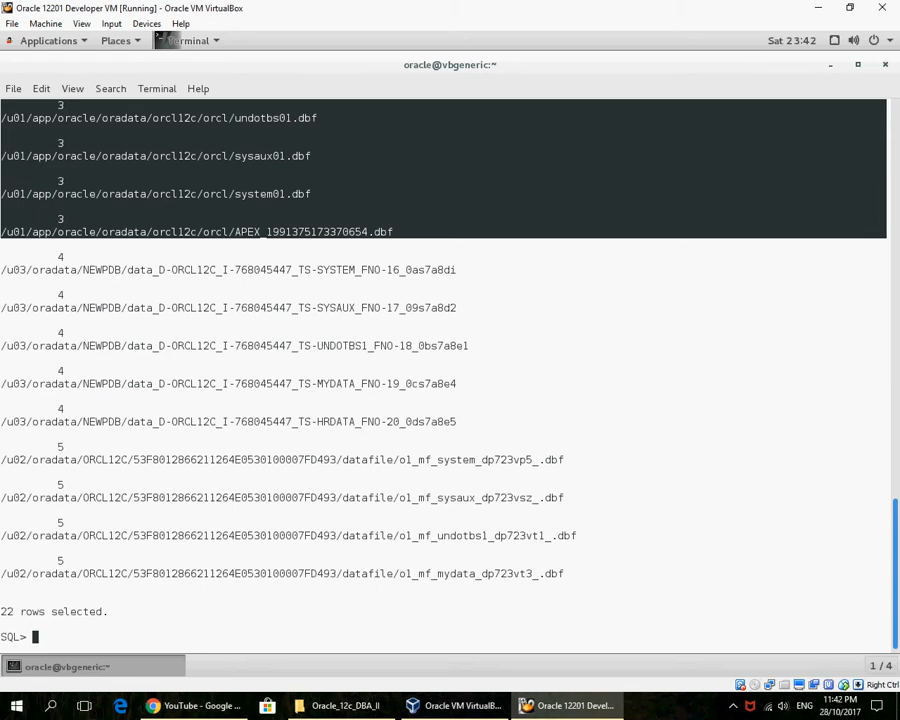 Oracle 12201 Developer VM [Running] - Oracle VM VirtualBox
File Machine View Input Devices Help
Applications Places Terminal Sat 23:42
oracle@vbgeneric:~
File Edit View Search Terminal Help
3
/u01/app/oracle/oradata/orcl12c/orcl/undotbs01.dbf
3
/u01/app/oracle/oradata/orcl12c/orcl/sysaux01.dbf
3
/u01/app/oracle/oradata/orcl12c/orcl/system01.dbf
3
/u01/app/oracle/oradata/orcl12c/orcl/APEX_1991375173370654.dbf
4
/u03/oradata/NEWPDB/data_D-ORCL12C_I-768045447_TS-SYSTEM_FNO-16_0as7a8di
4
/u03/oradata/NEWPDB/data_D-ORCL12C_I-768045447_TS-SYSAUX_FNO-17_09s7a8d2
4
/u03/oradata/NEWPDB/data_D-ORCL12C_I-768045447_TS-UNDOTBS1_FNO-18_0bs7a8e1
4
/u03/oradata/NEWPDB/data_D-ORCL12C_I-768045447_TS-MYDATA_FNO-19_0cs7a8e4
4
/u03/oradata/NEWPDB/data_D-ORCL12C_I-768045447_TS-HRDATA_FNO-20_0ds7a8e5
5
/u02/oradata/ORCL12C/53F8012866211264E0530100007FD493/datafile/o1_mf_system_dp723vp5_.dbf
5
/u02/oradata/ORCL12C/53F8012866211264E0530100007FD493/datafile/o1_mf_sysaux_dp723vsz_.dbf
5
/u02/oradata/ORCL12C/53F8012866211264E0530100007FD493/datafile/o1_mf_undotbs1_dp723vt1_.dbf
5
/u02/oradata/ORCL12C/53F8012866211264E0530100007FD493/datafile/o1_mf_mydata_dp723vt3_.dbf
22 rows selected.
SQL>
oracle@vbgeneric:~ 1 / 4
Right Ctrl
YouTube - Google ... Oracle_12c_DBA_II Oracle VM VirtualB... Oracle 12201 Devel... ENG 11:42 PM
28/10/2017